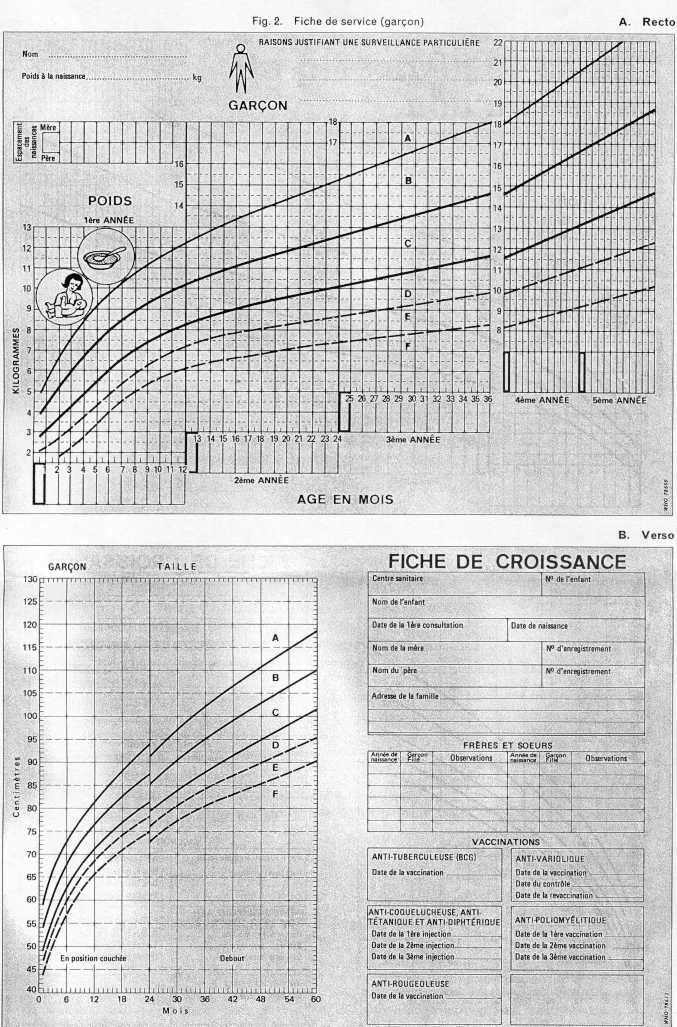 Fig. 2. Fiche de service (garçon)
A. Recto
Nom
Poids à la naissance kg
RAISONS JUSTIFIANT UNE SURVEILLANCE PARTICULIÈRE
GARÇON
Espacement des naissances
Mère
Père
POIDS
1ère ANNÉE
KILOGRAMMES
13
12
11
10
9
8
7
6
5
4
3
2
16
15
14
18
17
22
21
20
19
18
17
16
15
14
13
12
11
10
9
8
A
B
C
D
E
F
1 2 3 4 5 6 7 8 9 10 11 12
13 14 15 16 17 18 19 20 21 22 23 24
2ème ANNÉE
25 26 27 28 29 30 31 32 33 34 35 36
3ème ANNÉE
4ème ANNÉE
5ème ANNÉE
AGE EN MOIS
B. Verso
GARÇON TAILLE
Centimètres
130
125
120
115
110
105
100
95
90
85
80
75
70
65
60
55
50
45
40
A
B
C
D
E
F
En position couchée
Debout
0 6 12 18 24 30 36 42 48 54 60
Mois
FICHE DE CROISSANCE
Centre sanitaire
Nº de l'enfant
Nom de l'enfant
Date de la 1ère consultation
Date de naissance
Nom de la mère
Nº d'enregistrement
Nom du père
Nº d'enregistrement
Adresse de la famille
FRÈRES ET SOEURS
Année de naissance
Garçon Fille
Observations
Année de naissance
Garçon Fille
Observations
VACCINATIONS
ANTI-TUBERCULEUSE (BCG)
Date de la vaccination
ANTI-VARIOLIQUE
Date de la vaccination
Date du contrôle
Date de la revaccination
ANTI-COQUELUCHEUSE, ANTI-
TÉTANIQUE ET ANTI-DIPHTÉRIQUE
Date de la 1ère injection
Date de la 2ème injection
Date de la 3ème injection
ANTI-POLIOMYÉLITIQUE
Date de la 1ère vaccination
Date de la 2ème vaccination
Date de la 3ème vaccination
ANTI-ROUGEOLEUSE
Date de la vaccination